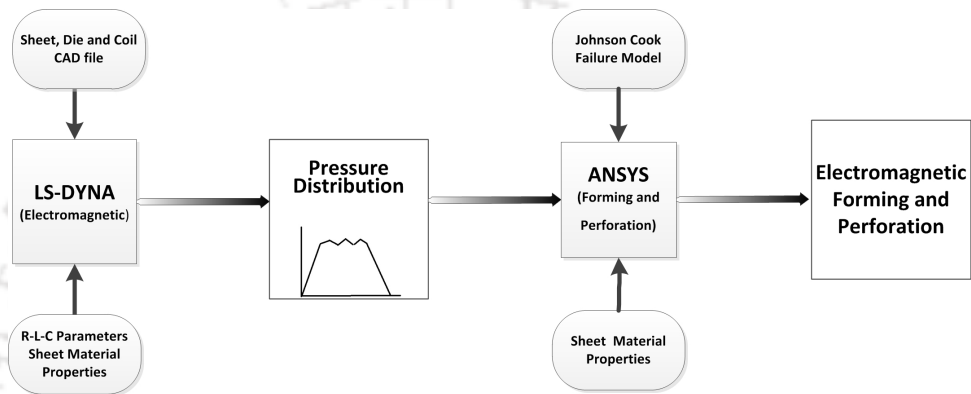 Sheet, Die and Coil
CAD file
LS-DYNA
(Electromagnetic)
R-L-C Parameters
Sheet Material
Properties
Pressure
Distribution
Johnson Cook
Failure Model
ANSYS
(Forming and
Perforation)
Sheet Material
Properties
Electromagnetic
Forming and
Perforation